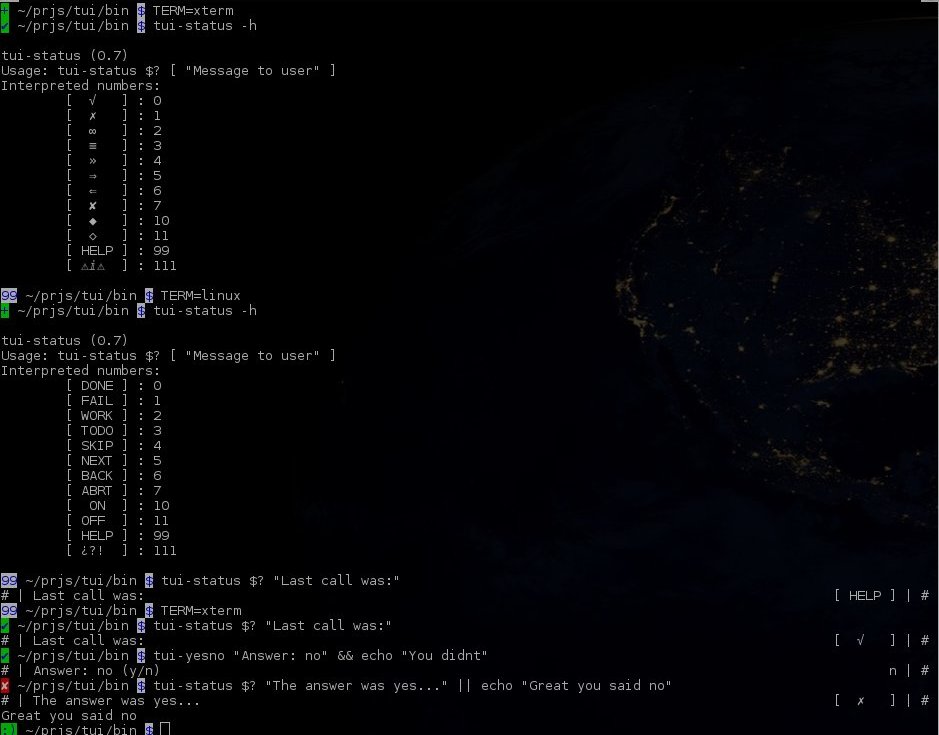 + ~/prjs/tui/bin $ TERM=xterm
✔ ~/prjs/tui/bin $ tui-status -h
tui-status (0.7)
Usage: tui-status $? [ "Message to user" ]
Interpreted numbers:
[ √ ] : 0
[ ✗ ] : 1
[ ∞ ] : 2
[ ≡ ] : 3
[ » ] : 4
[ ⇒ ] : 5
[ ⇐ ] : 6
[ ✘ ] : 7
[ ◆ ] : 10
[ ◇ ] : 11
[ HELP ] : 99
[ ⚠i⚠ ] : 111
99 ~/prjs/tui/bin $ TERM=linux
+ ~/prjs/tui/bin $ tui-status -h
tui-status (0.7)
Usage: tui-status $? [ "Message to user" ]
Interpreted numbers:
[ DONE ] : 0
[ FAIL ] : 1
[ WORK ] : 2
[ TODO ] : 3
[ SKIP ] : 4
[ NEXT ] : 5
[ BACK ] : 6
[ ABRT ] : 7
[ ON ] : 10
[ OFF ] : 11
[ HELP ] : 99
[ ¿?! ] : 111
99 ~/prjs/tui/bin $ tui-status $? "Last call was:"
# | Last call was: [ HELP ] | #
99 ~/prjs/tui/bin $ TERM=xterm
✔ ~/prjs/tui/bin $ tui-status $? "Last call was:"
# | Last call was: [ √ ] | #
✔ ~/prjs/tui/bin $ tui-yesno "Answer: no" && echo "You didnt"
# | Answer: no (y/n) n | #
✘ ~/prjs/tui/bin $ tui-status $? "The answer was yes..." || echo "Great you said no"
# | The answer was yes... [ ✗ ] | #
Great you said no
:) ~/prjs/tui/bin $